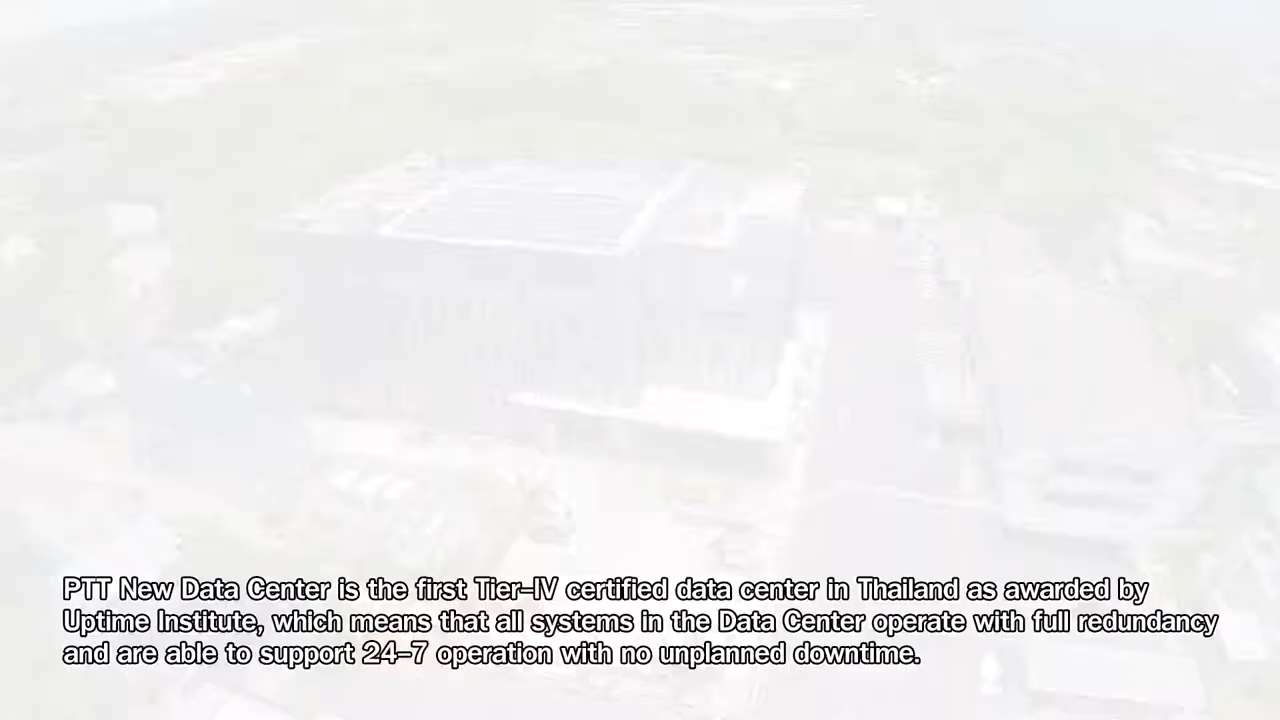 PTT New Data Center is the first Tier-IV certified data center in Thailand as awarded by
Uptime Institute, which means that all systems in the Data Center operate with full redundancy
and are able to support 24-7 operation with no unplanned downtime.